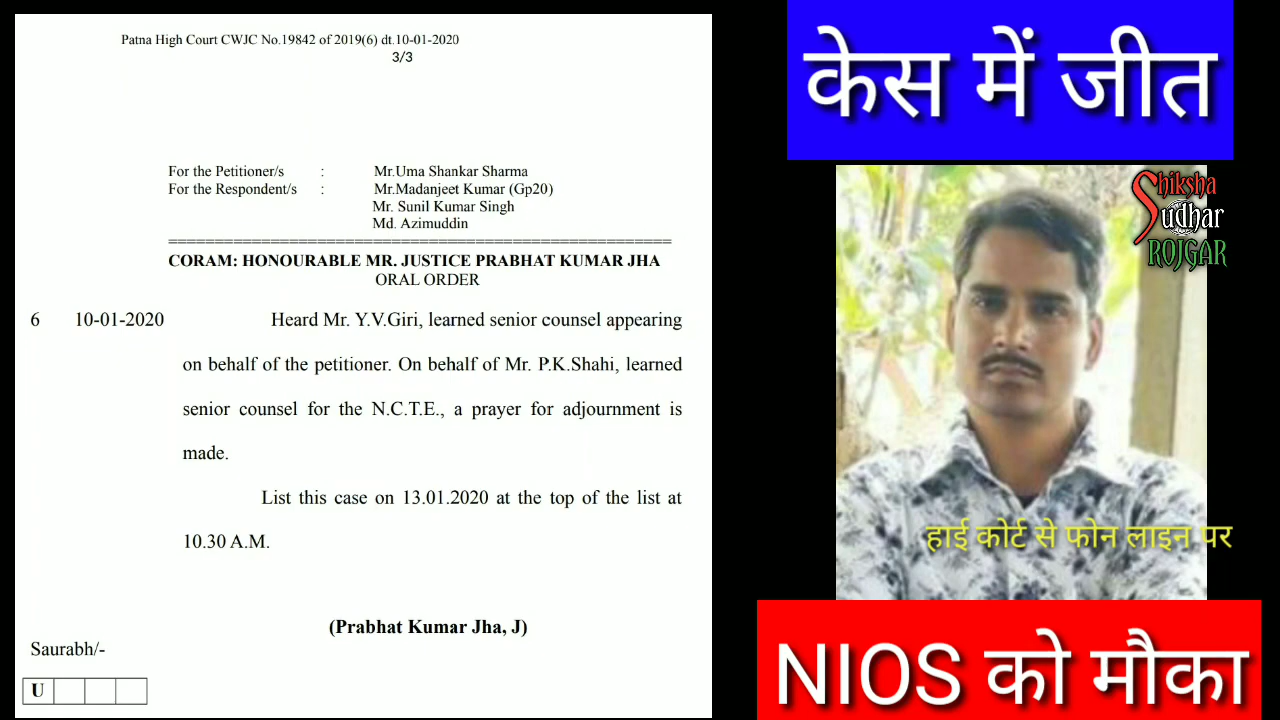 Patna High Court CWJC No.19842 of 2019(6) dt.10-01-2020
3/3
For the Petitioner/s : Mr.Uma Shankar Sharma
For the Respondent/s : Mr.Madanjeet Kumar (Gp20)
Mr. Sunil Kumar Singh
Md. Azimuddin
======================================================
CORAM: HONOURABLE MR. JUSTICE PRABHAT KUMAR JHA
ORAL ORDER
6 10-01-2020 Heard Mr. Y.V.Giri, learned senior counsel appearing
on behalf of the petitioner. On behalf of Mr. P.K.Shahi, learned
senior counsel for the N.C.T.E., a prayer for adjournment is
made.
List this case on 13.01.2020 at the top of the list at
10.30 A.M.
(Prabhat Kumar Jha, J)
Saurabh/-
U
केस में जीत
Shiksha
Sudhar
ROJGAR
हाई कोर्ट से फोन लाइन पर
NIOS को मौका